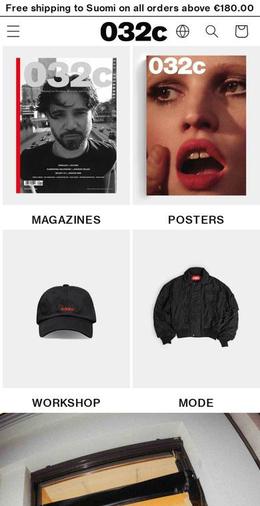 Free shipping to Suomi on all orders above €180.00
032c
032c
032c
MAGAZINES
POSTERS
WORKSHOP
MODE